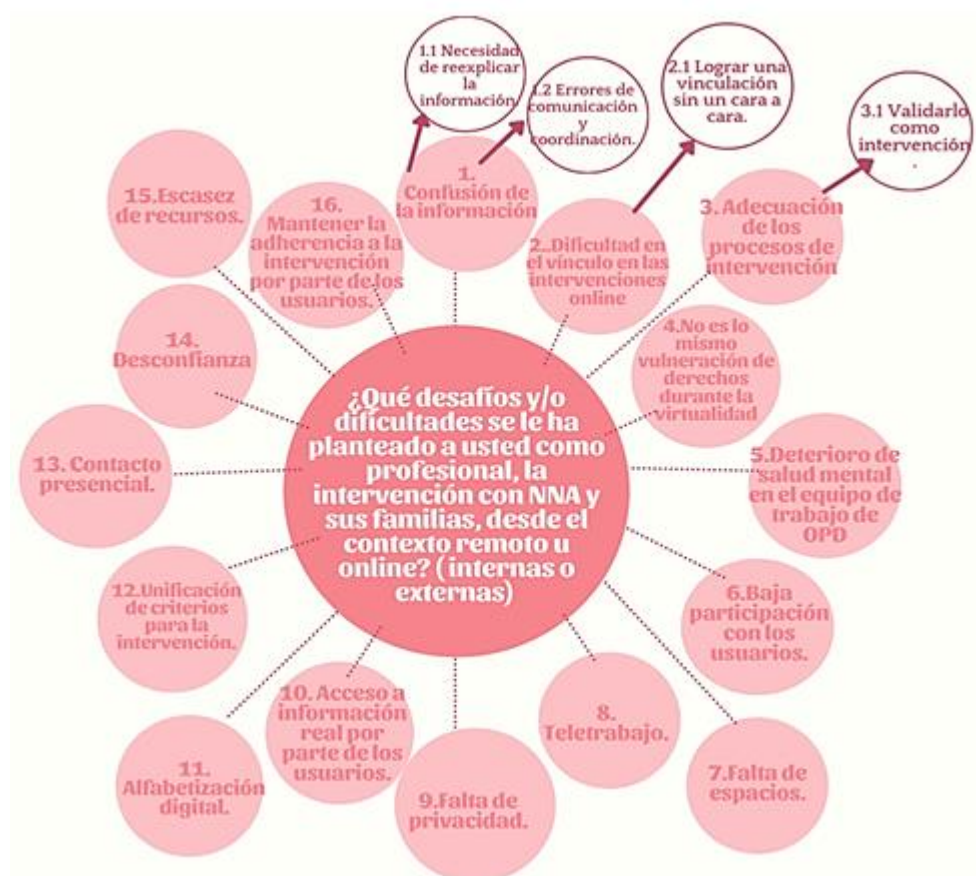 1.1 Necesidad
de reexplicar
la
información
1.2 Errores de
comunicación
y
coordinación.
2.1 Lograr una
vinculación
sin un cara a
cara.
3.1 Validarlo
como
intervención
.
1.
Confusión de
la información
2..Dificultad en
el vínculo en las
intervenciones
online
3. Adecuación
de los
procesos de
intervención
4.No es lo
mismo
vulneración de
derechos
durante la
virtualidad
5.Deterioro de
salud mental
en el equipo de
trabajo de
OPD
6.Baja
participación
con los
usuarios.
7.Falta de
espacios.
8.
Teletrabajo.
9.Falta de
privacidad.
10. Acceso a
información
real por
parte de los
usuarios.
11.
Alfabetización
digital.
12.Unificación
de criterios
para la
intervención.
13. Contacto
presencial.
14.
Desconfianza
15.Escasez
de recursos.
16.
Mantener la
adherencia a la
intervención
por parte de los
usuarios.
¿Qué desafíos y/o
dificultades se le ha
planteado a usted como
profesional, la
intervención con NNA y
sus familias, desde el
contexto remoto u
online? (internas o
externas)